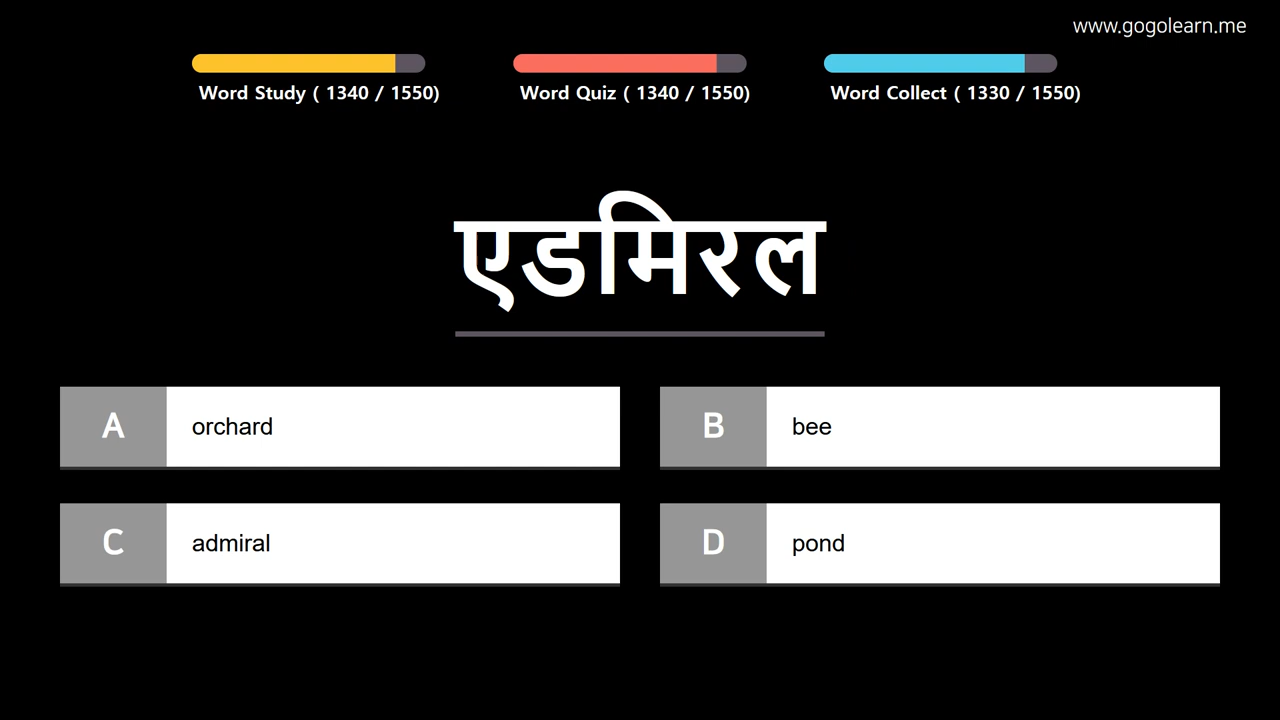 www.gogolearn.me
Word Study ( 1340 / 1550)
Word Quiz ( 1340 / 1550)
Word Collect ( 1330 / 1550)
एडमिरल
A orchard
B bee
C admiral
D pond